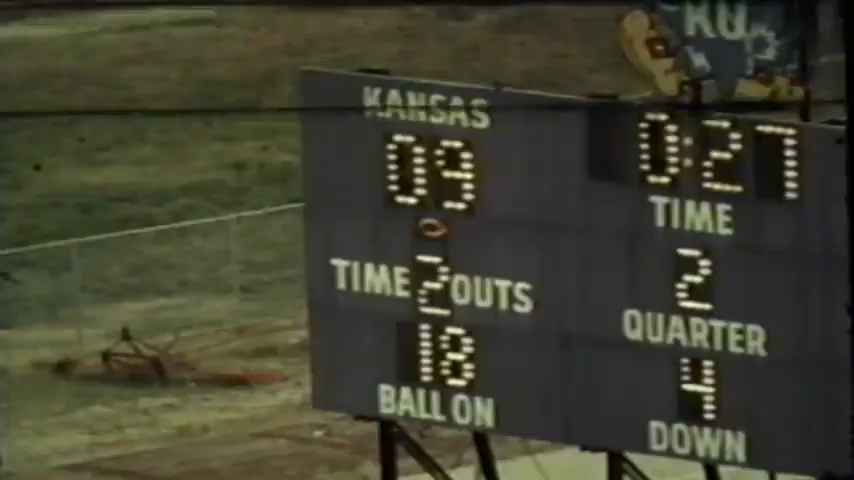 KU
KANSAS
09 0:27
TIME
TIME 2 OUTS 2
QUARTER
18 4
BALL ON DOWN